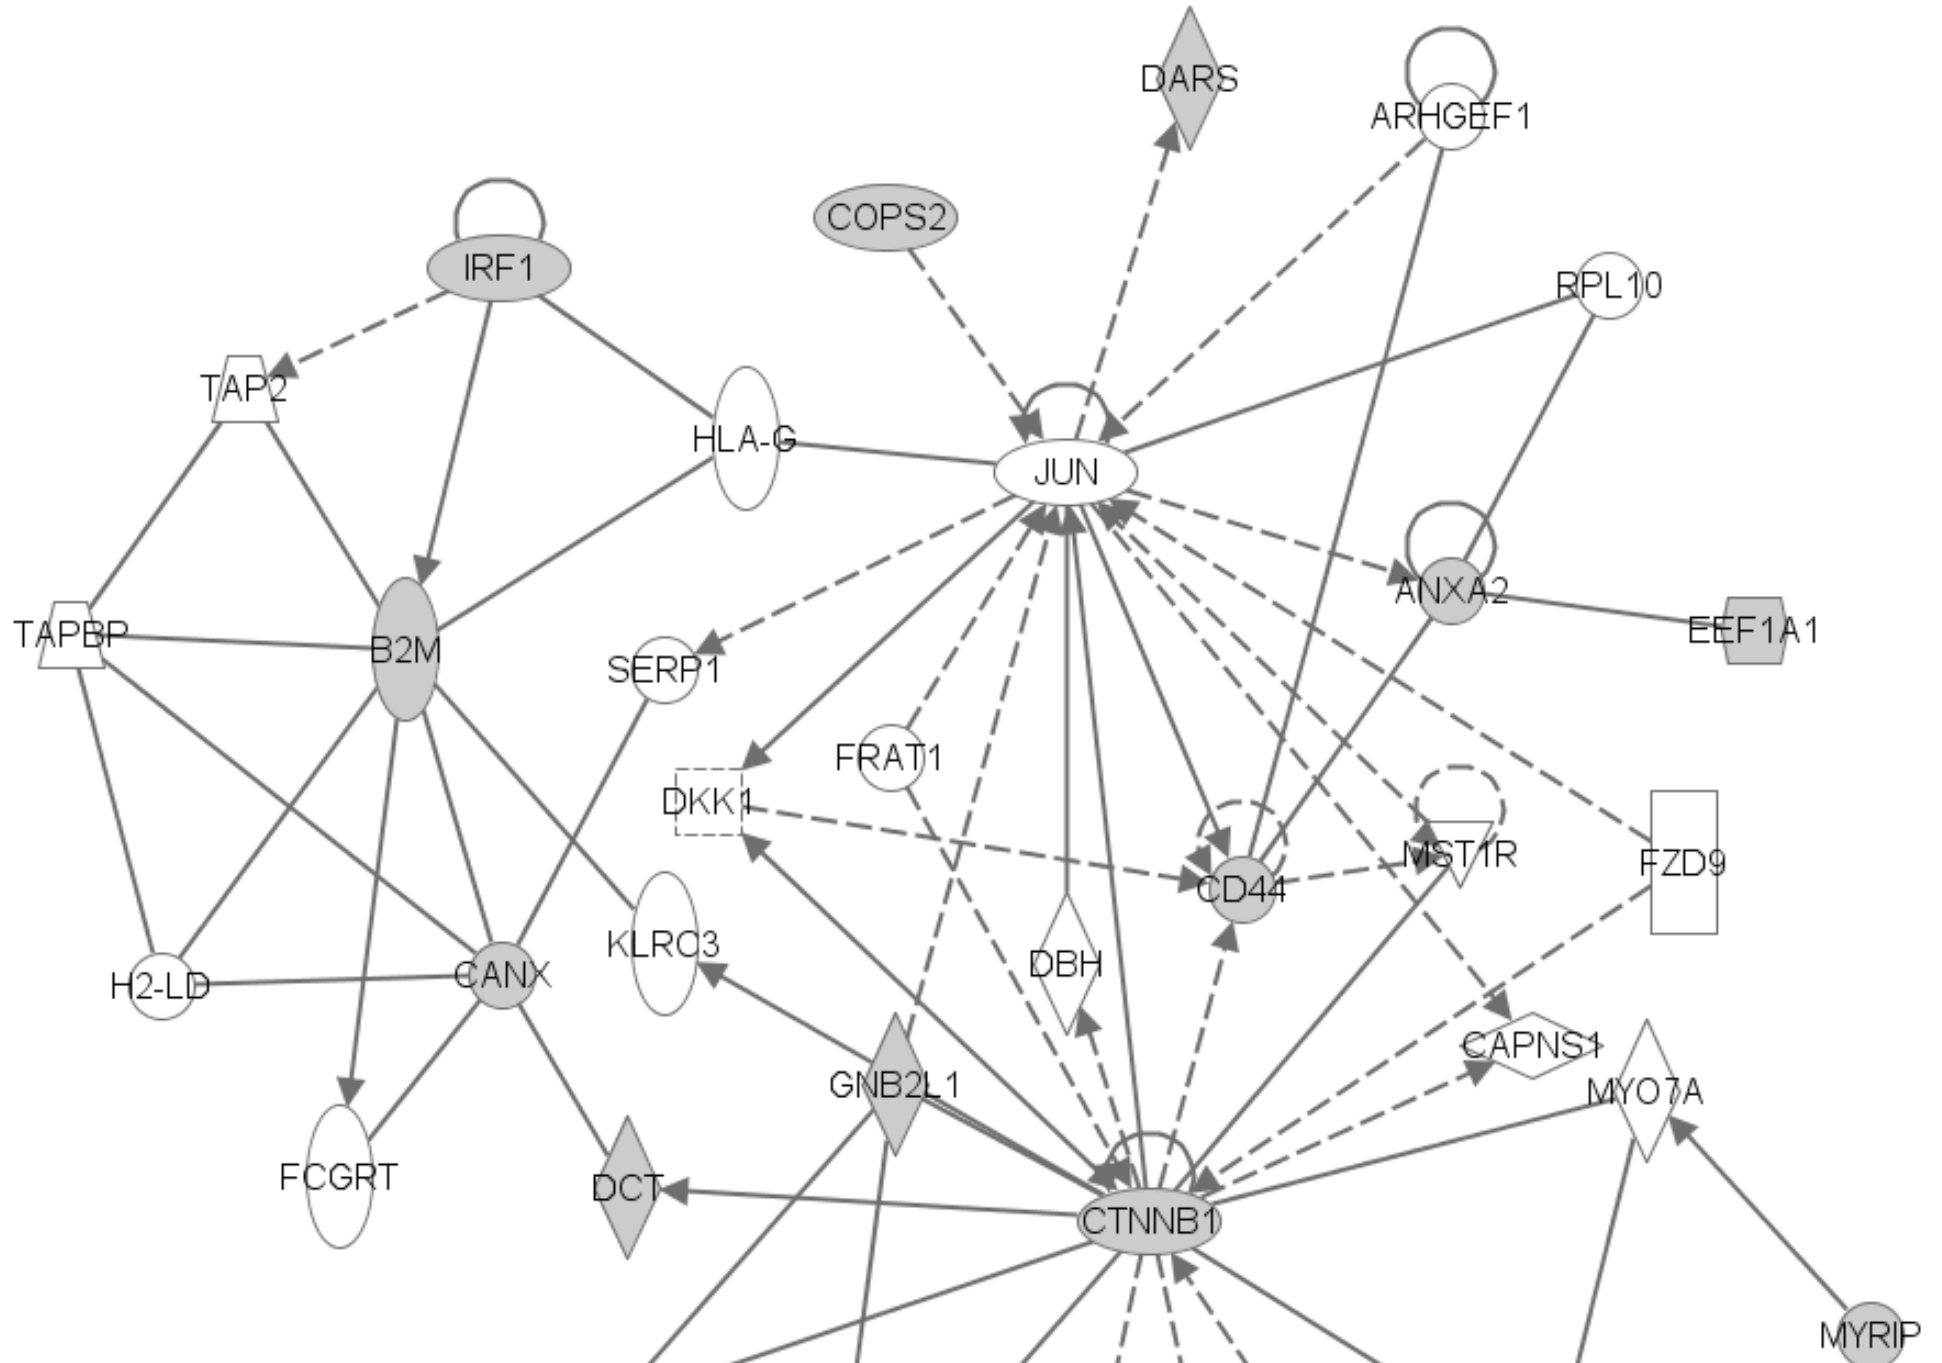 DARS
ARHGEF1
COPS2
IRF1
RPL10
TAP2
HLA-G
JUN
ANXA2
EEF1A1
TAPBP
B2M
SERP1
FRAT1
DKK1
MST1R
FZD9
CD44
KLRC3
DBH
H2-LD
CANX
CAPNS1
GNB2L1
MYO7A
FCGRT
DCT
CTNNB1
MYRIP